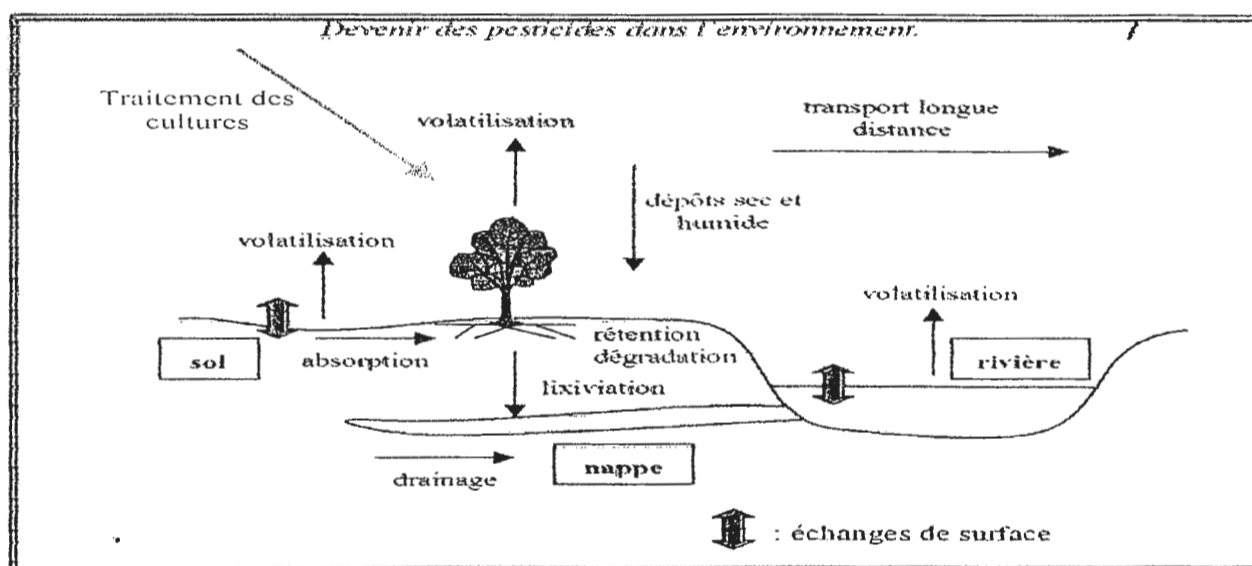 Devenir des pesticides dans l'environnement.
Traitement des
cultures
volatilisation
transport longue
distance
dépôts sec et
humide
volatilisation
volatilisation
sol
absorption
rétention
dégradation
rivière
lixiviation
drainage
nappe
: échanges de surface